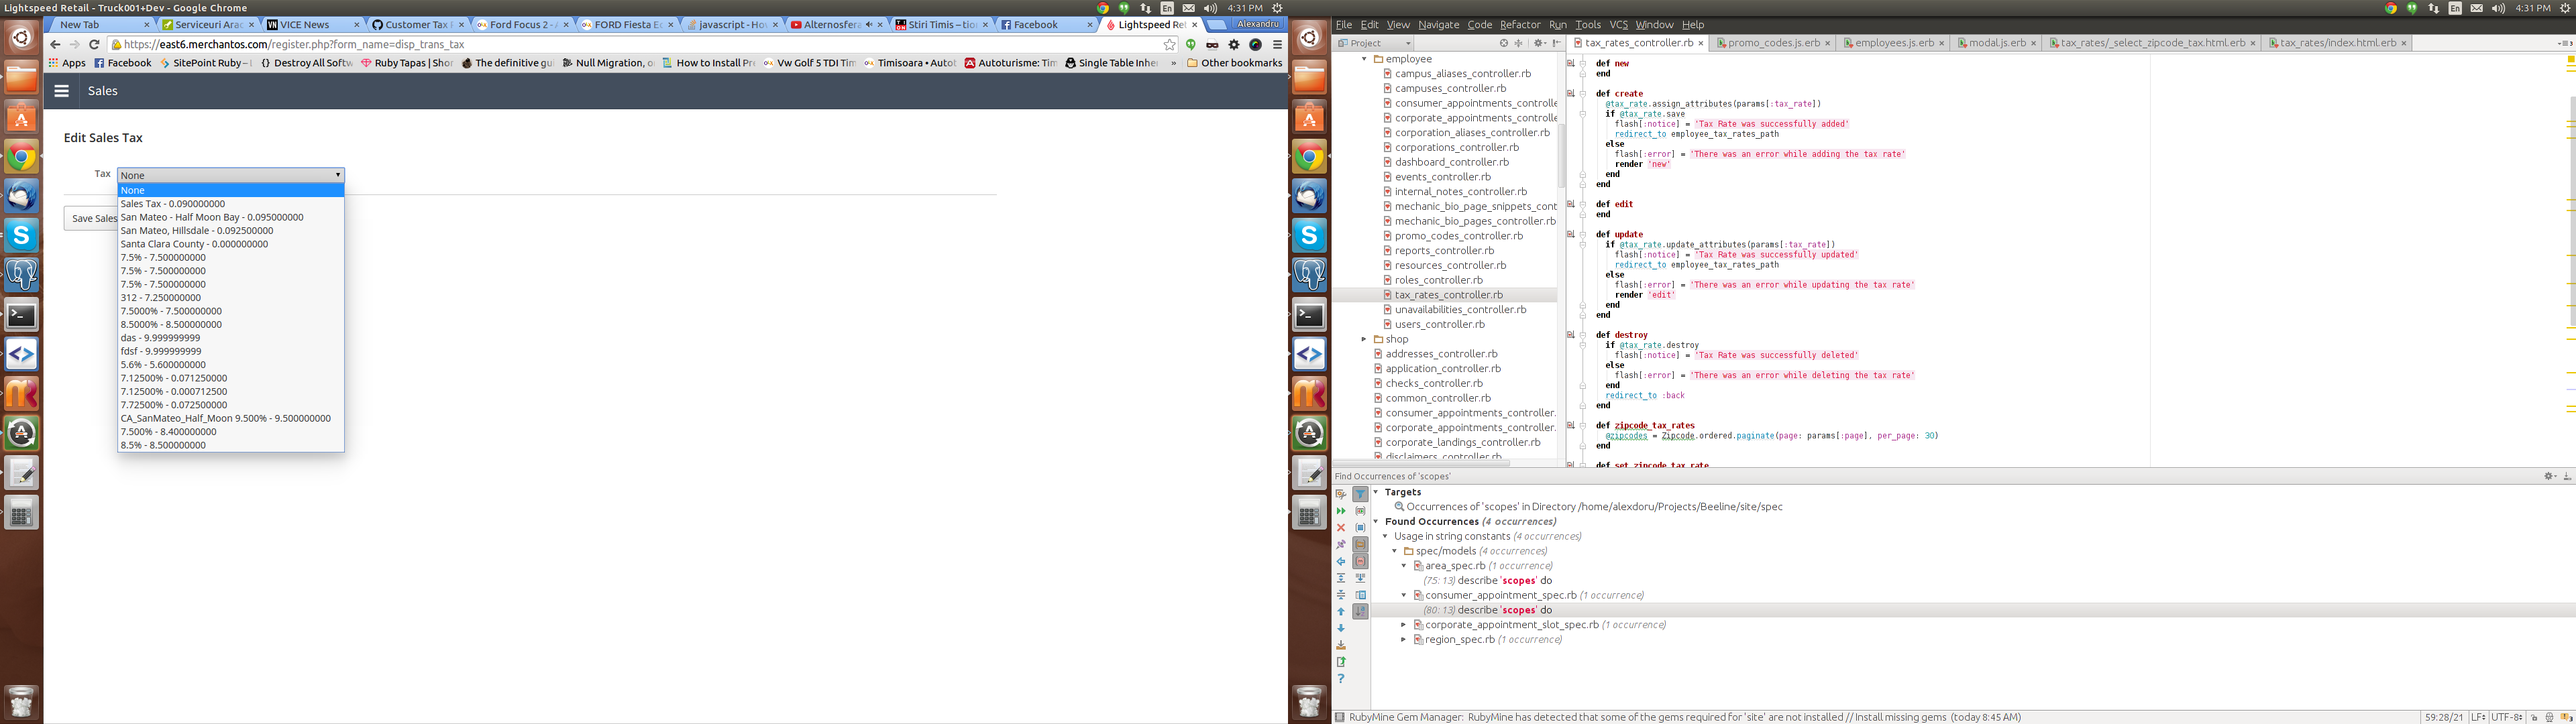 Lightspeed Retail - Truck001+Dev - Google Chrome
En
4:31 PM
New Tab
Serviceuri Arac
VICE News
Customer Tax
Ford Focus 2 - A
FORD Fiesta Ec
javascript - Hov
Alternosfera
Stiri Timis – tion
Facebook
Lightspeed Ret
Alexandru
https://east6.merchantos.com/register.php?form_name=disp_trans_tax
Apps
Facebook
SitePoint Ruby –
Destroy All Softw
Ruby Tapas | Shor
The definitive gui
Null Migration, o
How to Install Pre
Vw Golf 5 TDI Tim
Timisoara • Autot
Autoturisme: Tim
Single Table Inher
»
Other bookmarks
Sales
Edit Sales Tax
Tax
None
None
Sales Tax - 0.090000000
San Mateo - Half Moon Bay - 0.095000000
San Mateo, Hillsdale - 0.092500000
Santa Clara County - 0.000000000
7.5% - 7.500000000
7.5% - 7.500000000
7.5% - 7.500000000
312 - 7.250000000
7.5000% - 7.500000000
8.5000% - 8.500000000
das - 9.999999999
fdsf - 9.999999999
5.6% - 5.600000000
7.12500% - 0.071250000
7.12500% - 0.000712500
7.72500% - 0.072500000
CA_SanMateo_Half_Moon 9.500% - 9.500000000
7.500% - 8.400000000
8.5% - 8.500000000
Save Sales
En
4:31 PM
File Edit View Navigate Code Refactor Run Tools VCS Window Help
Project
tax_rates_controller.rb
promo_codes.js.erb
employees.js.erb
modal.js.erb
tax_rates/_select_zipcode_tax.html.erb
tax_rates/index.html.erb
employee
campus_aliases_controller.rb
campuses_controller.rb
consumer_appointments_controlle
corporate_appointments_controlle
corporation_aliases_controller.rb
corporations_controller.rb
dashboard_controller.rb
events_controller.rb
internal_notes_controller.rb
mechanic_bio_page_snippets_cont
mechanic_bio_pages_controller.rb
promo_codes_controller.rb
reports_controller.rb
resources_controller.rb
roles_controller.rb
tax_rates_controller.rb
unavailabilities_controller.rb
users_controller.rb
shop
addresses_controller.rb
application_controller.rb
checks_controller.rb
common_controller.rb
consumer_appointments_controller.
corporate_appointments_controller.
corporate_landings_controller.rb
disclaimers_controller.rb
def new
end
def create
@tax_rate.assign_attributes(params[:tax_rate])
if @tax_rate.save
flash[:notice] = 'Tax Rate was successfully added'
redirect_to employee_tax_rates_path
else
flash[:error] = 'There was an error while adding the tax rate'
render 'new'
end
end
def edit
end
def update
if @tax_rate.update_attributes(params[:tax_rate])
flash[:notice] = 'Tax Rate was successfully updated'
redirect_to employee_tax_rates_path
else
flash[:error] = 'There was an error while updating the tax rate'
render 'edit'
end
end
def destroy
if @tax_rate.destroy
flash[:notice] = 'Tax Rate was successfully deleted'
else
flash[:error] = 'There was an error while deleting the tax rate'
end
redirect_to :back
end
def zipcode_tax_rates
@zipcodes = Zipcode.ordered.paginate(page: params[:page], per_page: 30)
end
def set_zipcode_tax_rate
Find Occurrences of 'scopes'
Targets
Occurrences of 'scopes' in Directory /home/alexdoru/Projects/Beeline/site/spec
Found Occurrences (4 occurrences)
Usage in string constants (4 occurrences)
spec/models (4 occurrences)
area_spec.rb (1 occurrence)
(75: 13) describe 'scopes' do
consumer_appointment_spec.rb (1 occurrence)
(80: 13) describe 'scopes' do
corporate_appointment_slot_spec.rb (1 occurrence)
region_spec.rb (1 occurrence)
RubyMine Gem Manager: RubyMine has detected that some of the gems required for 'site' are not installed // Install missing gems (today 8:45 AM)
59:28/21 LF UTF-8